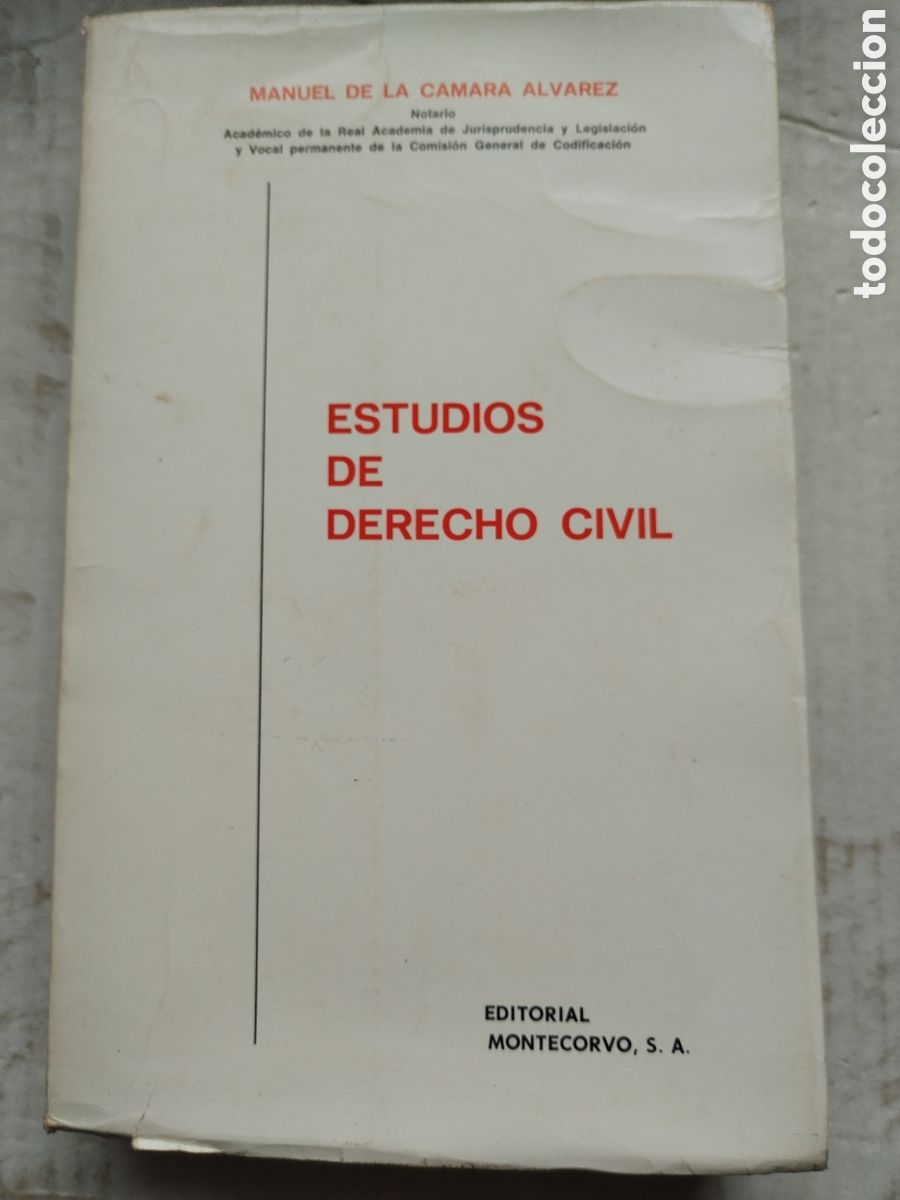 MANUEL DE LA CAMARA ALVAREZ
Notario
Académico de la Real Academia de Jurisprudencia y Legislación
y Vocal permanente de la Comisión General de Codificación
ESTUDIOS
DE
DERECHO CIVIL
EDITORIAL
MONTECORVO, S. A.
todocoleccion